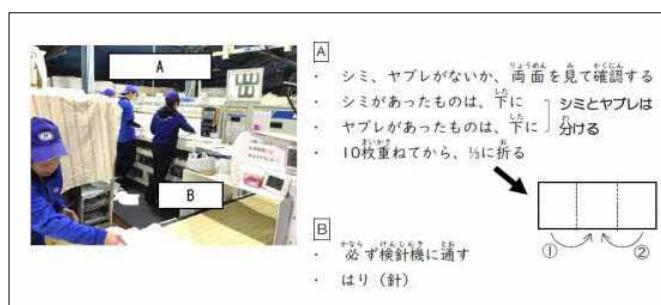 A
B
A
・ シミ、ヤブレがないか、両面を見て確認する
・ シミがあったものは、下に
・ ヤブレがあったものは、下に
シミとヤブレは
分ける
・ 10枚重ねてから、⅓に折る
① ②
B
・ 必ず検針機に通す
・ はり（針）